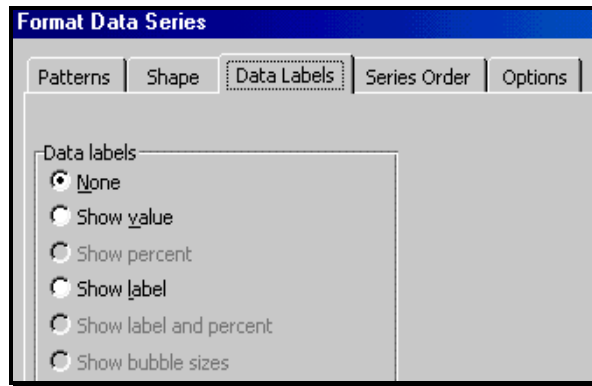 Format Data Series
Patterns Shape Data Labels Series Order Options
Data labels
None
Show value
Show percent
Show label
Show label and percent
Show bubble sizes